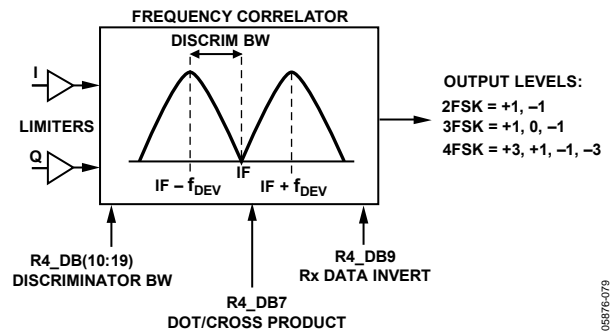 FREQUENCY CORRELATOR
DISCRIM BW
I
LIMITERS
Q
IF
IF – fDEV
IF + fDEV
OUTPUT LEVELS:
2FSK = +1, –1
3FSK = +1, 0, –1
4FSK = +3, +1, –1, –3
R4_DB(10:19)
DISCRIMINATOR BW
R4_DB7
DOT/CROSS PRODUCT
R4_DB9
Rx DATA INVERT
05876-079